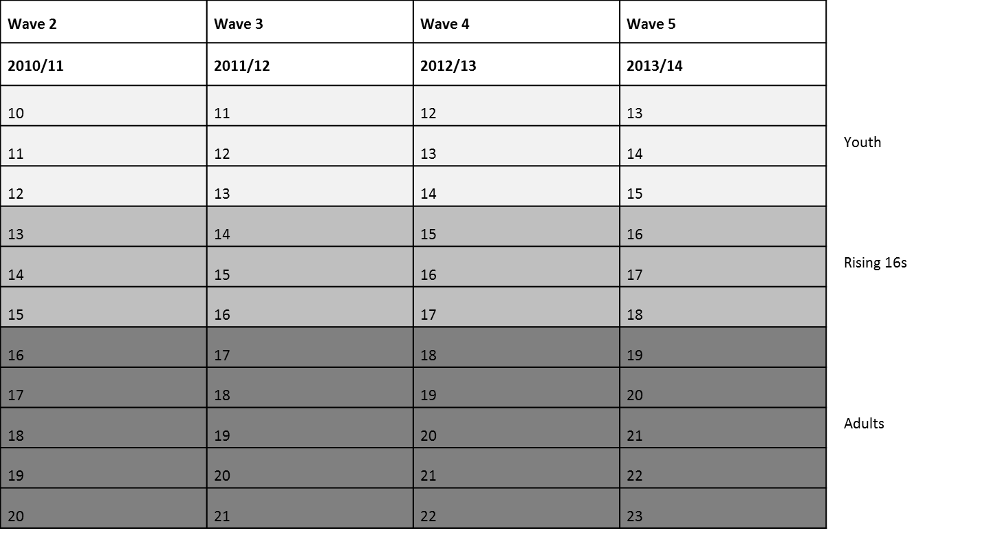 Wave 2 Wave 3 Wave 4 Wave 5
2010/11 2011/12 2012/13 2013/14
10 11 12 13
11 12 13 14
Youth
12 13 14 15
13 14 15 16
14 15 16 17
Rising 16s
15 16 17 18
16 17 18 19
17 18 19 20
18 19 20 21
Adults
19 20 21 22
20 21 22 23